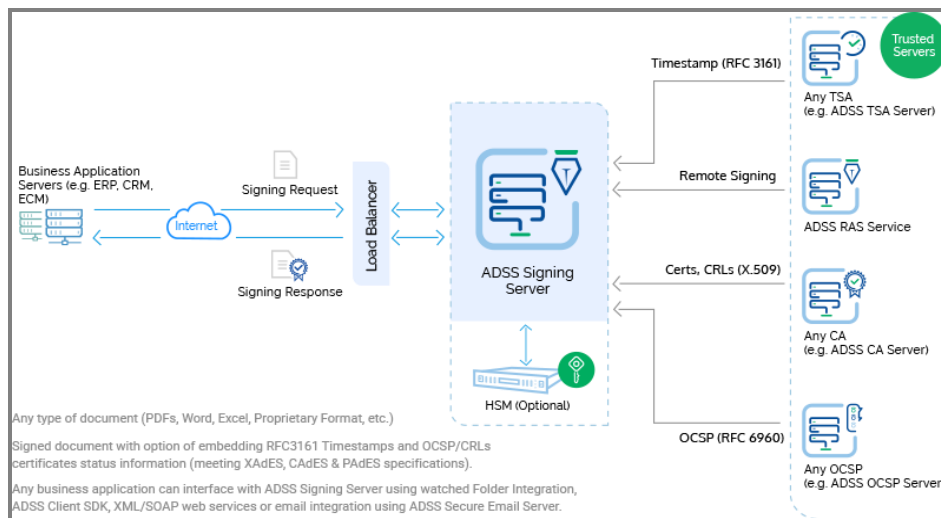 Trusted
Servers
Timestamp (RFC 3161)
Any TSA
(e.g. ADSS TSA Server)
Business Application
Servers (e.g. ERP, CRM,
ECM)
Signing Request
Internet
Signing Response
Load Balancer
ADSS Signing
Server
HSM (Optional)
Remote Signing
ADSS RAS Service
Certs, CRLs (X.509)
Any CA
(e.g. ADSS CA Server)
OCSP (RFC 6960)
Any OCSP
(e.g. ADSS OCSP Server)
Any type of document (PDFs, Word, Excel, Proprietary Format, etc.)
Signed document with option of embedding RFC3161 Timestamps and OCSP/CRLs
certificates status information (meeting XAdES, CAdES & PAdES specifications).
Any business application can interface with ADSS Signing Server using watched Folder Integration,
ADSS Client SDK, XML/SOAP web services or email integration using ADSS Secure Email Server.